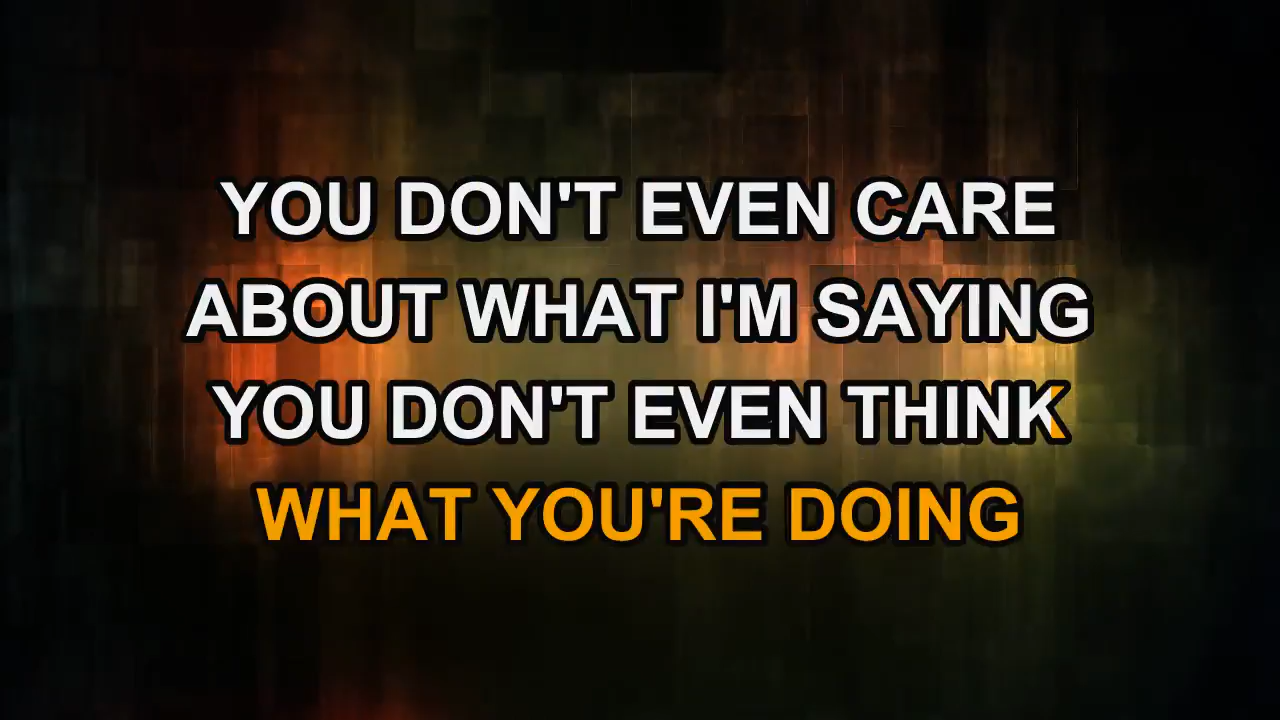 YOU DON'T EVEN CARE
ABOUT WHAT I'M SAYING
YOU DON'T EVEN THINK
WHAT YOU'RE DOING